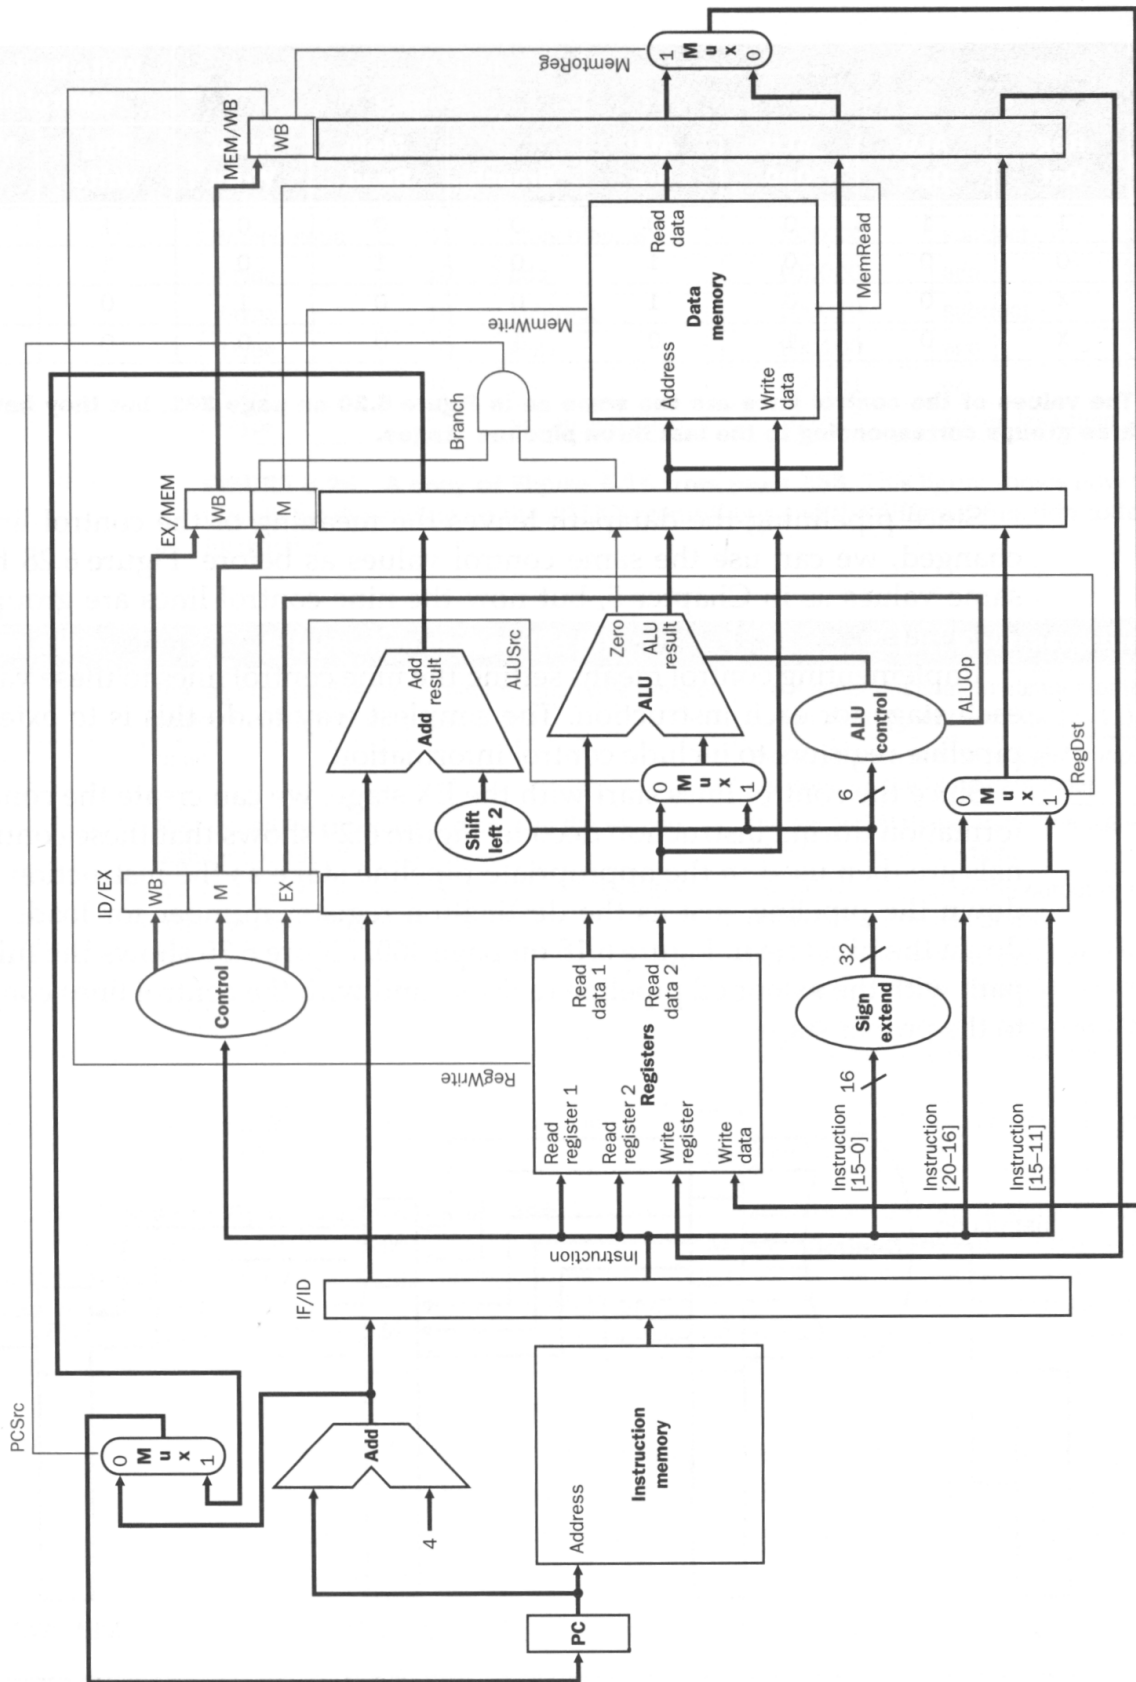 PCSrc
0
M
u
x
1
Add
4
PC
Address
Instruction
memory
IF/ID
Instruction
Control
RegWrite
Read
register 1
Read
register 2
Write
register
Write
data
Registers
Read
data 1
Read
data 2
Instruction
[15–0]
16
Sign
extend
32
Instruction
[20–16]
Instruction
[15–11]
ID/EX
WB
M
EX
Shift
left 2
Add
Add
result
ALUSrc
0
M
u
x
1
ALU
Zero
ALU
result
6
ALU
control
ALUOp
0
M
u
x
1
RegDst
EX/MEM
WB
M
Branch
MemWrite
Address
Write
data
Data
memory
Read
data
MemRead
MEM/WB
WB
MemtoReg
1
M
u
x
0